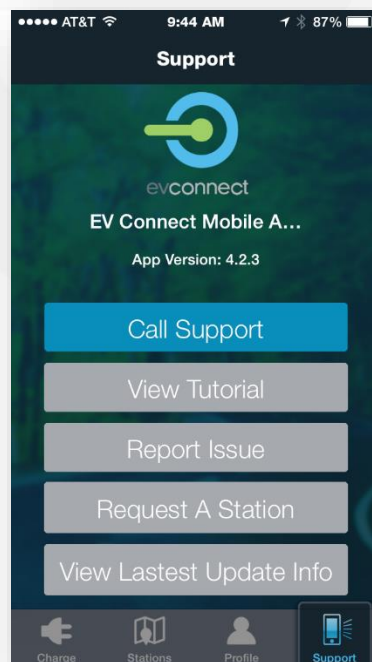 AT&T 9:44 AM 87%
Support
evconnect
EV Connect Mobile A...
App Version: 4.2.3
Call Support
View Tutorial
Report Issue
Request A Station
View Lastest Update Info
Charge Stations Profile Support